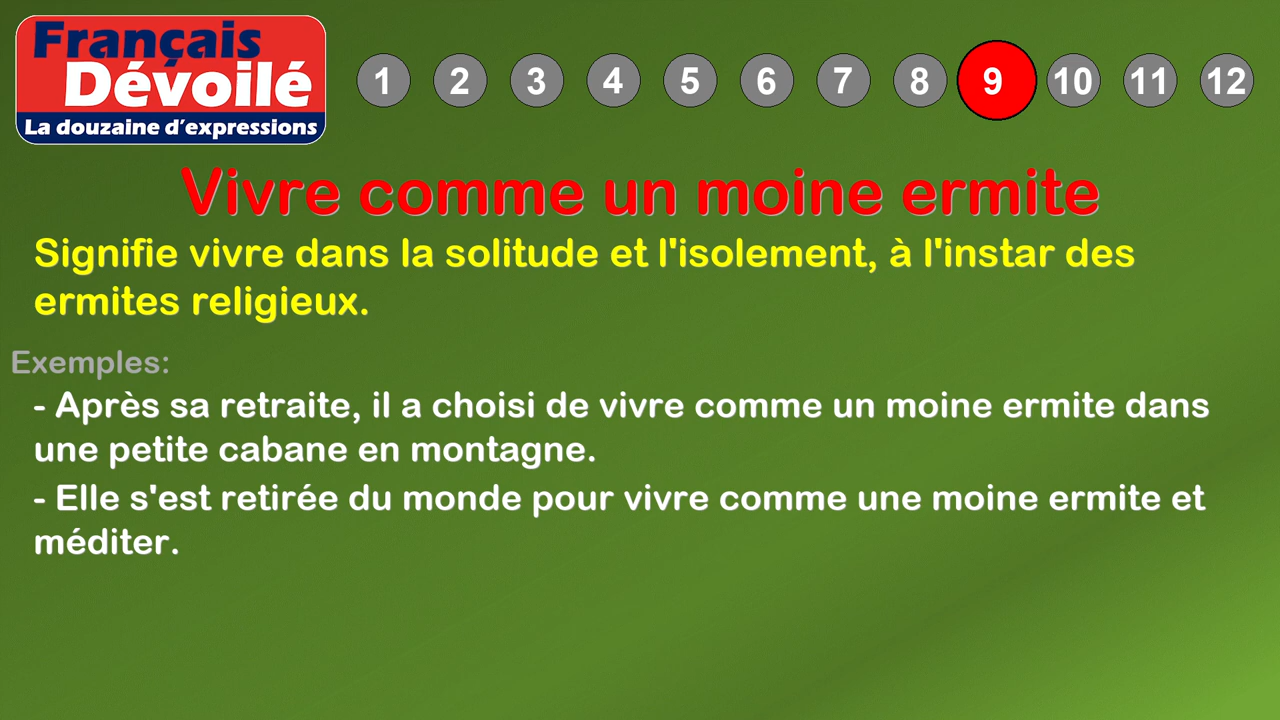 Français
Dévoilé
La douzaine d'expressions
1 2 3 4 5 6 7 8 9 10 11 12
Vivre comme un moine ermite
Signifie vivre dans la solitude et l'isolement, à l'instar des
ermites religieux.
Exemples:
- Après sa retraite, il a choisi de vivre comme un moine ermite dans
une petite cabane en montagne.
- Elle s'est retirée du monde pour vivre comme une moine ermite et
méditer.